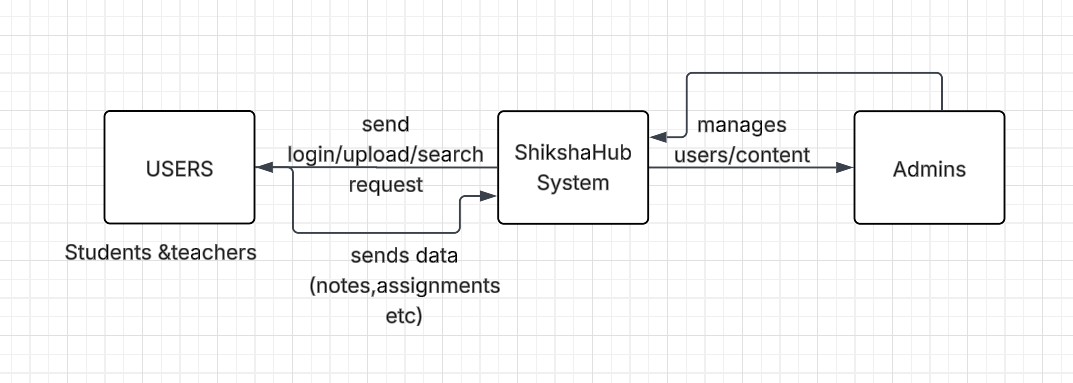 USERS
Students &teachers
send
login/upload/search
request
sends data
(notes,assignments
etc)
ShikshaHub
System
manages
users/content
Admins